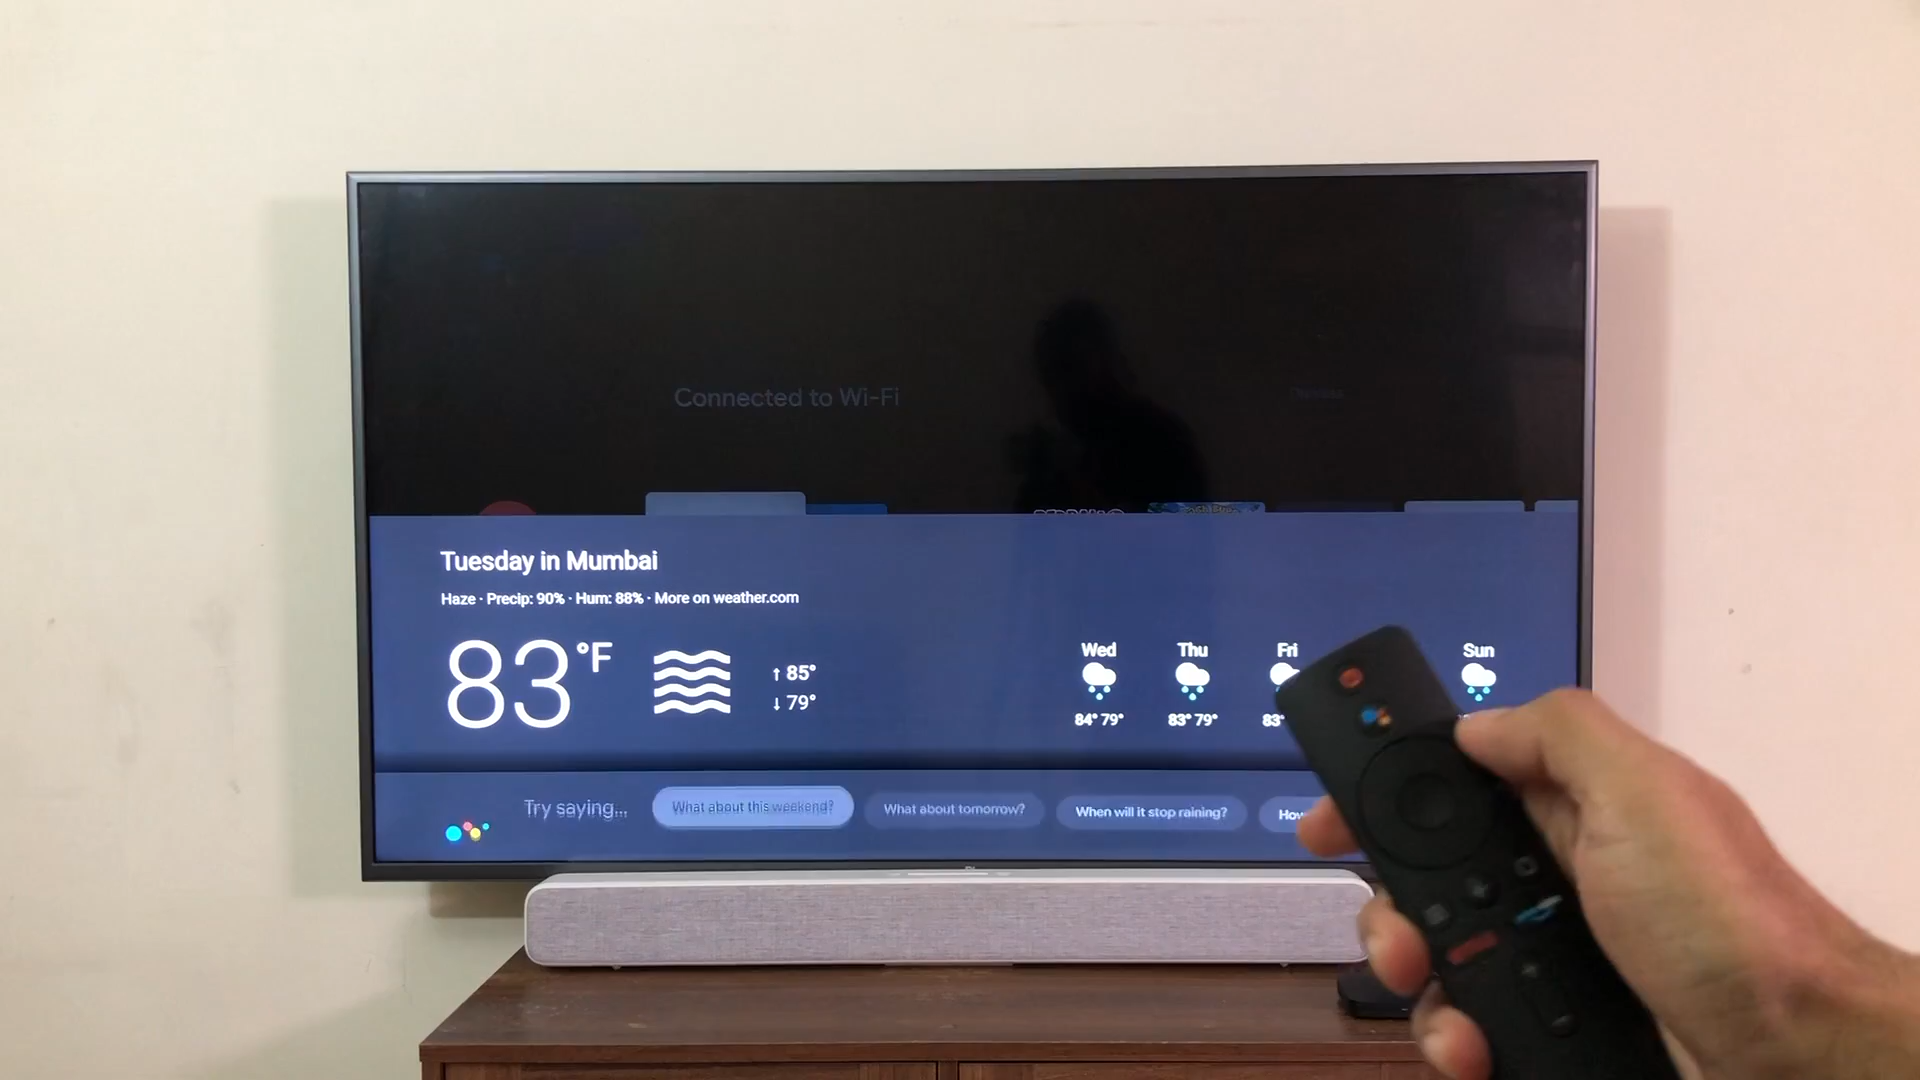 Connected to Wi-Fi
Tuesday in Mumbai
Haze · Precip: 90% · Hum: 88% · More on weather.com
83 °F
↑ 85°
↓ 79°
Wed Thu Fri Sun
84° 79° 83° 79° 83°
Try saying... What about this weekend? What about tomorrow? When will it stop raining? How